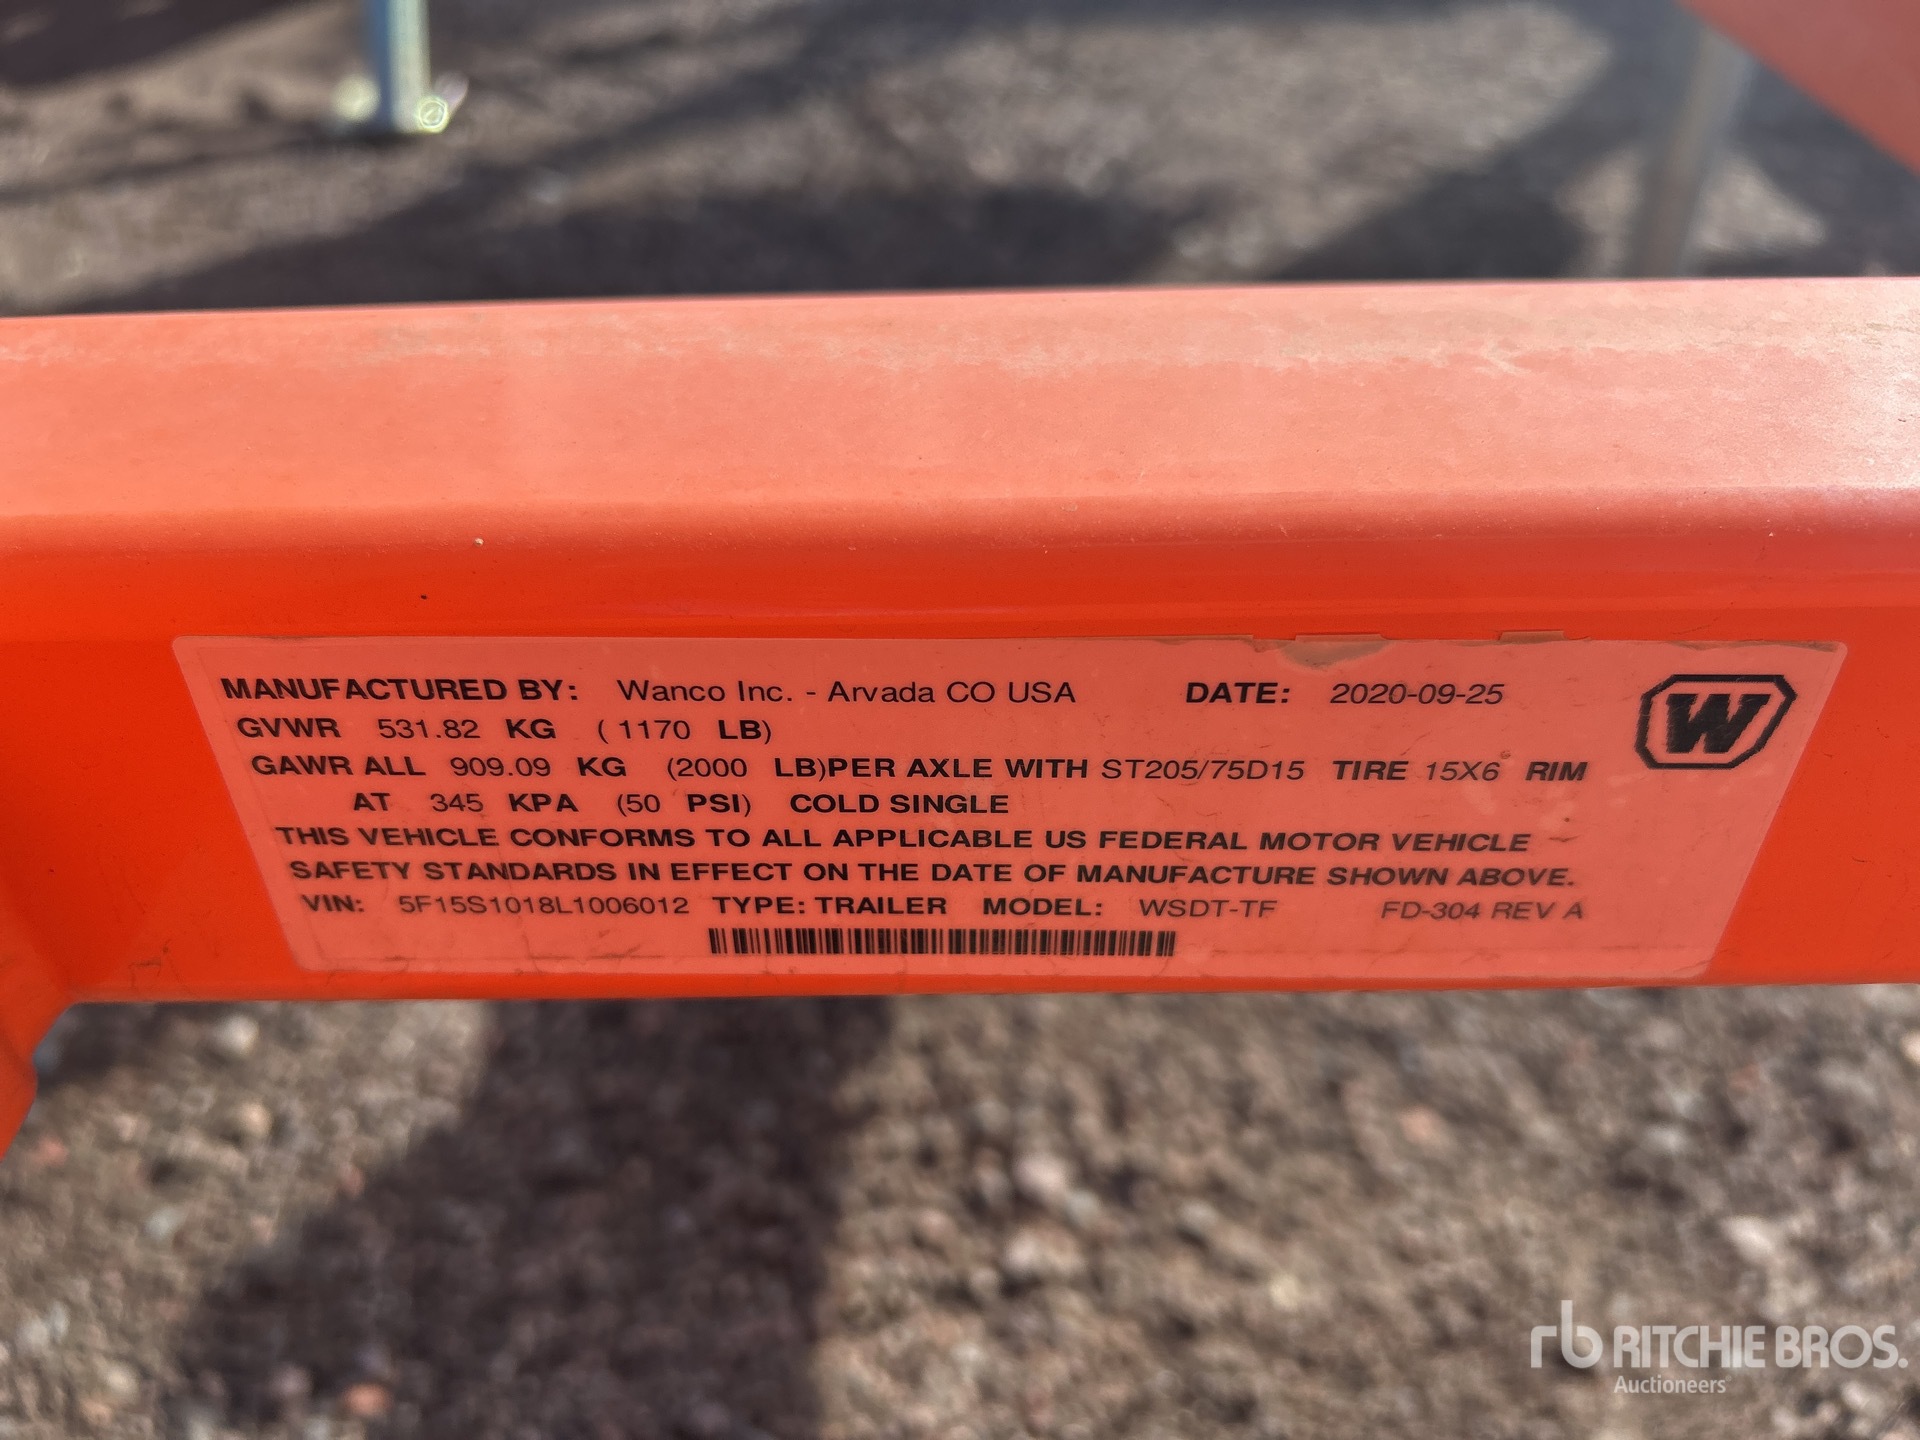 MANUFACTURED BY: Wanco Inc. - Arvada CO USA DATE: 2020-09-25
W
GVWR 531.82 KG (1170 LB)
GAWR ALL 909.09 KG (2000 LB)PER AXLE WITH ST205/75D15 TIRE 15X6 RIM
AT 345 KPA (50 PSI) COLD SINGLE
THIS VEHICLE CONFORMS TO ALL APPLICABLE US FEDERAL MOTOR VEHICLE
SAFETY STANDARDS IN EFFECT ON THE DATE OF MANUFACTURE SHOWN ABOVE.
VIN: 5F15S1018L1006012 TYPE: TRAILER MODEL: WSDT-TF FD-304 REV A
rb RITCHIE BROS.
Auctioneers